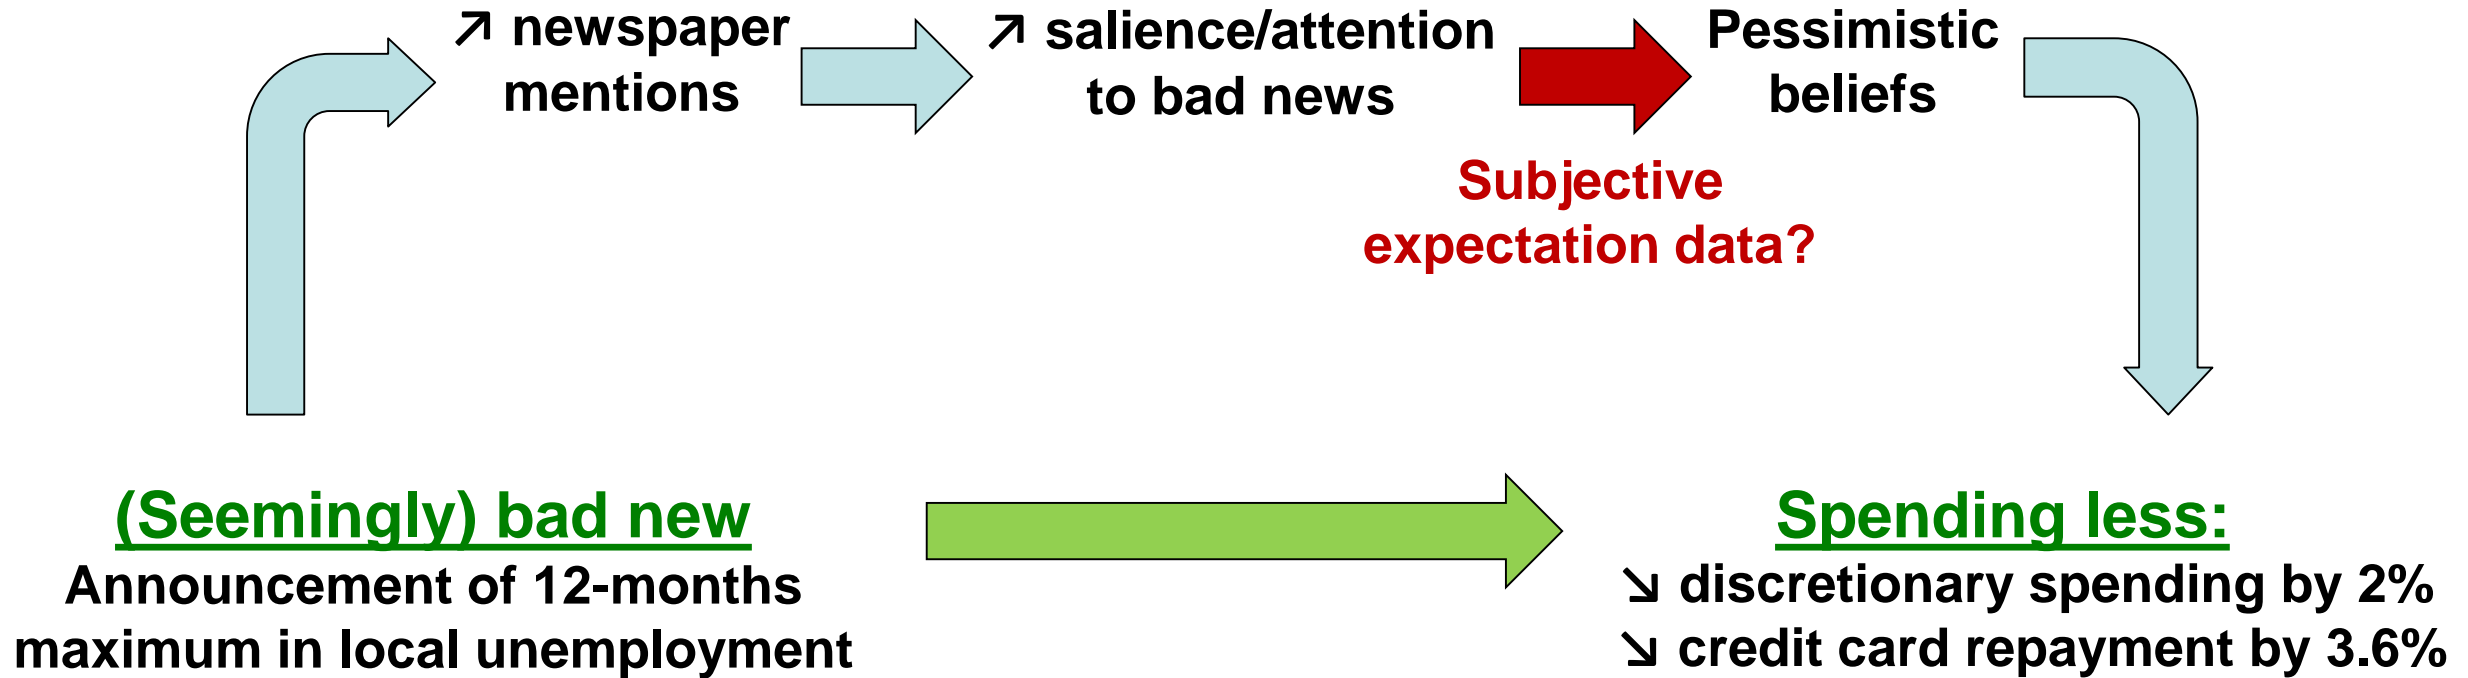 ↗ newspaper
mentions
↗ salience/attention
to bad news
Pessimistic
beliefs
Subjective
expectation data?
(Seemingly) bad new
Announcement of 12-months
maximum in local unemployment
Spending less:
↘ discretionary spending by 2%
↘ credit card repayment by 3.6%